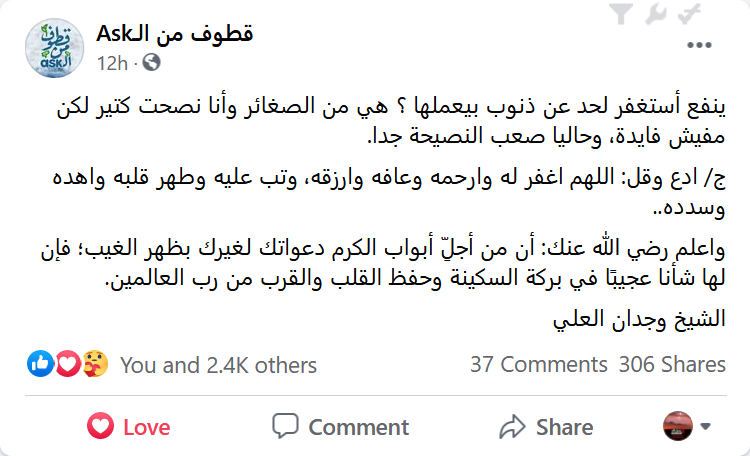 قطوف من الـAsk
12h
ينفع أستغفر لحد عن ذنوب بيعملها ؟ هي من الصغائر وأنا نصحت كتير لكن
مفيش فايدة، وحاليا صعب النصيحة جدا.
ج/ ادع وقل: اللهم اغفر له وارحمه وعافه وارزقه، وتب عليه وطهر قلبه واهده
وسدده..
واعلم رضي الله عنك: أن من أجلّ أبواب الكرم دعواتك لغيرك بظهر الغيب؛ فإن
لها شأنا عجيبًا في بركة السكينة وحفظ القلب والقرب من رب العالمين.
الشيخ وجدان العلي
You and 2.4K others 37 Comments 306 Shares
Love Comment Share